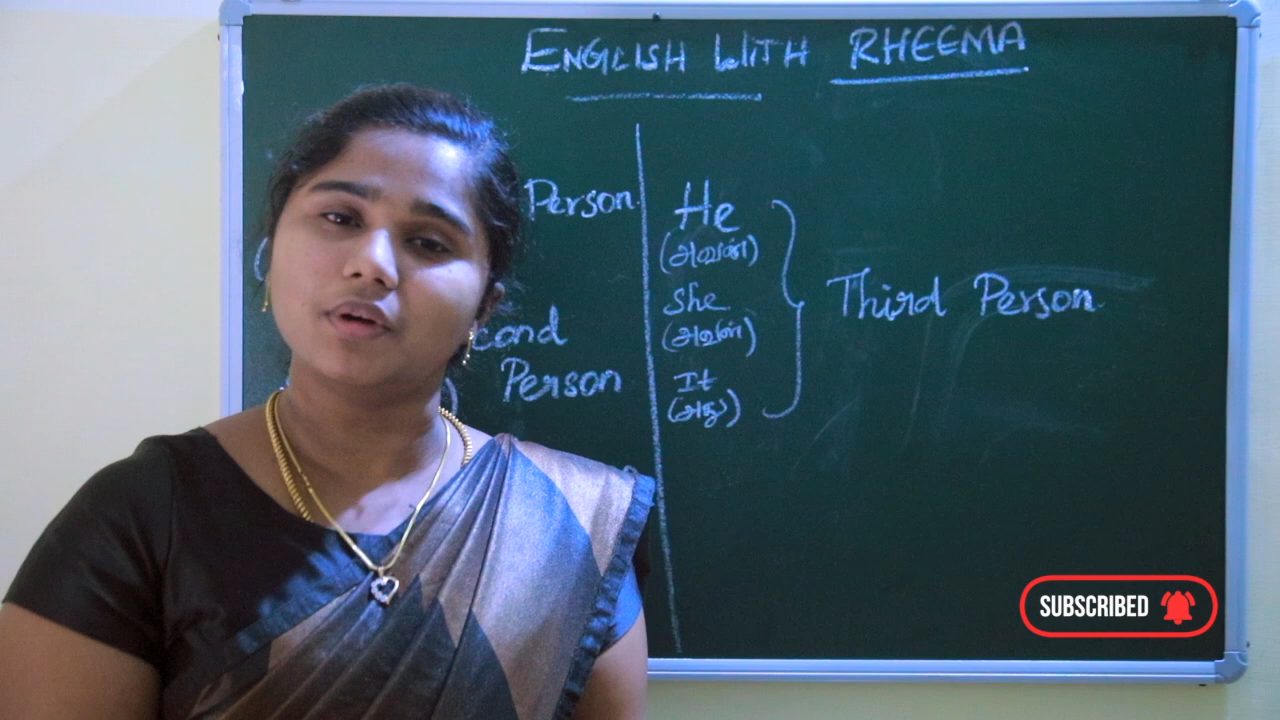 ENGLISH WITH RHEEMA
Person
cond
Person
He
(அவன்)
She
(அவள்)
It
(அது)
Third Person
SUBSCRIBED